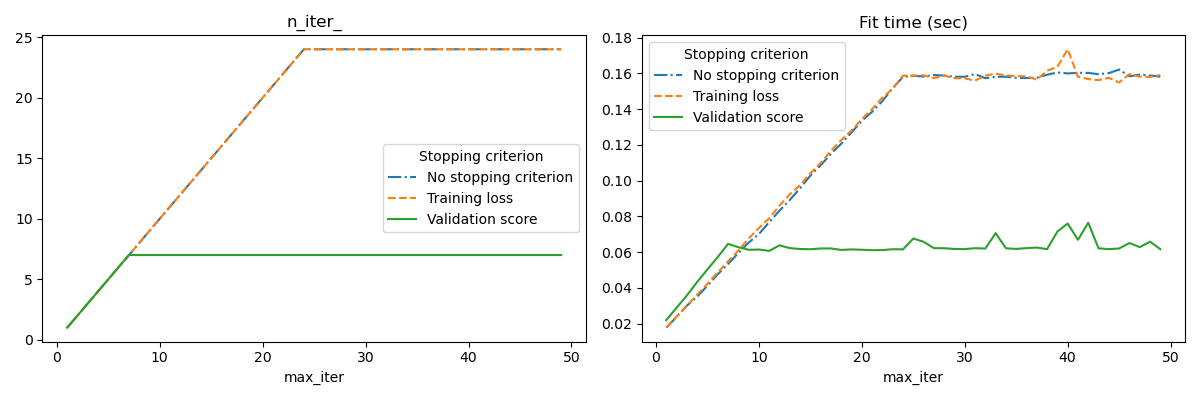 n_iter_
25
20
15
10
5
0
Stopping criterion
No stopping criterion
Training loss
Validation score
0 10 20 30 40 50
max_iter
Fit time (sec)
0.18
0.16
0.14
0.12
0.10
0.08
0.06
0.04
0.02
Stopping criterion
No stopping criterion
Training loss
Validation score
0 10 20 30 40 50
max_iter